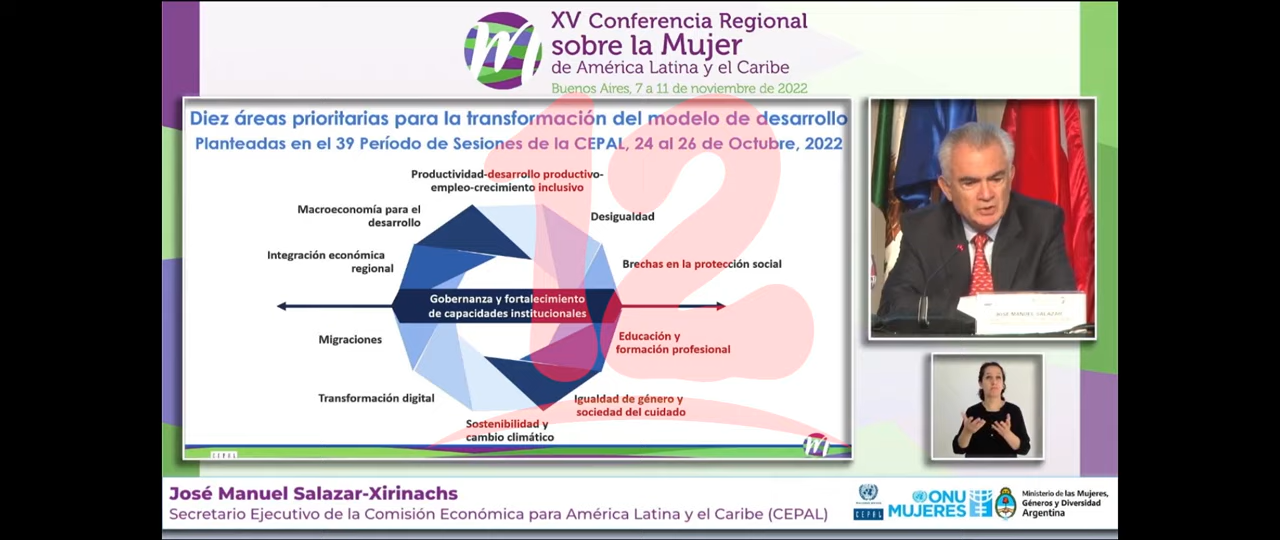 XV Conferencia Regional
sobre la Mujer
de América Latina y el Caribe
Buenos Aires, 7 a 11 de noviembre de 2022
Diez áreas prioritarias para la transformación del modelo de desarrollo
Planteadas en el 39 Período de Sesiones de la CEPAL, 24 al 26 de Octubre, 2022
Productividad-desarrollo productivo-
empleo-crecimiento inclusivo
Macroeconomía para el
desarrollo
Desigualdad
Integración económica
regional
Brechas en la protección social
Gobernanza y fortalecimiento
de capacidades institucionales
Migraciones
Educación y
formación profesional
Transformación digital
Igualdad de género y
sociedad del cuidado
Sostenibilidad y
cambio climático
12
CEPAL
JOSÉ MANUEL SALAZAR
José Manuel Salazar-Xirinachs
Secretario Ejecutivo de la Comisión Económica para América Latina y el Caribe (CEPAL)
CEPAL
ONU
MUJERES
Ministerio de las Mujeres,
Géneros y Diversidad
Argentina